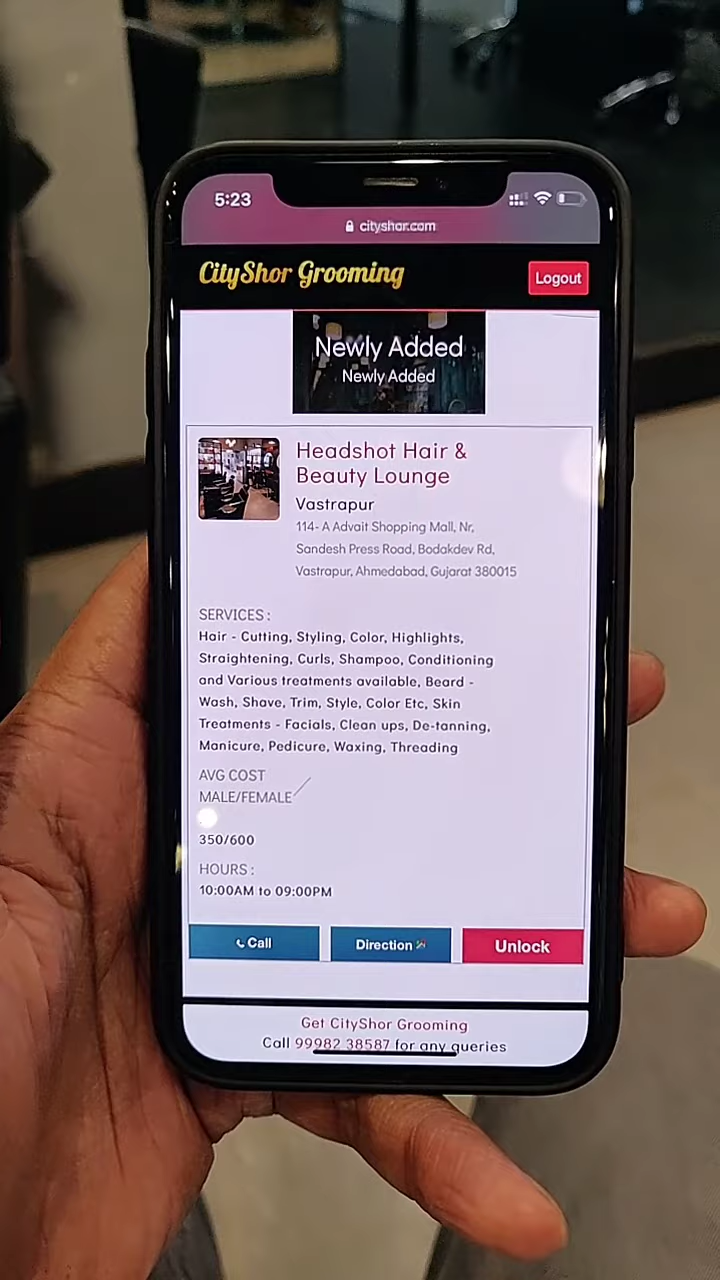 5:23
cityshor.com
CityShor Grooming
Logout
Newly Added
Newly Added
Headshot Hair &
Beauty Lounge
Vastrapur
114- A Advait Shopping Mall, Nr,
Sandesh Press Road, Bodakdev Rd,
Vastrapur, Ahmedabad, Gujarat 380015
SERVICES :
Hair - Cutting, Styling, Color, Highlights,
Straightening, Curls, Shampoo, Conditioning
and Various treatments available, Beard -
Wash, Shave, Trim, Style, Color Etc, Skin
Treatments - Facials, Clean ups, De-tanning,
Manicure, Pedicure, Waxing, Threading
AVG COST
MALE/FEMALE
350/600
HOURS :
10:00AM to 09:00PM
Call
Direction
Unlock
Get CityShor Grooming
Call 99982 38587 for any queries